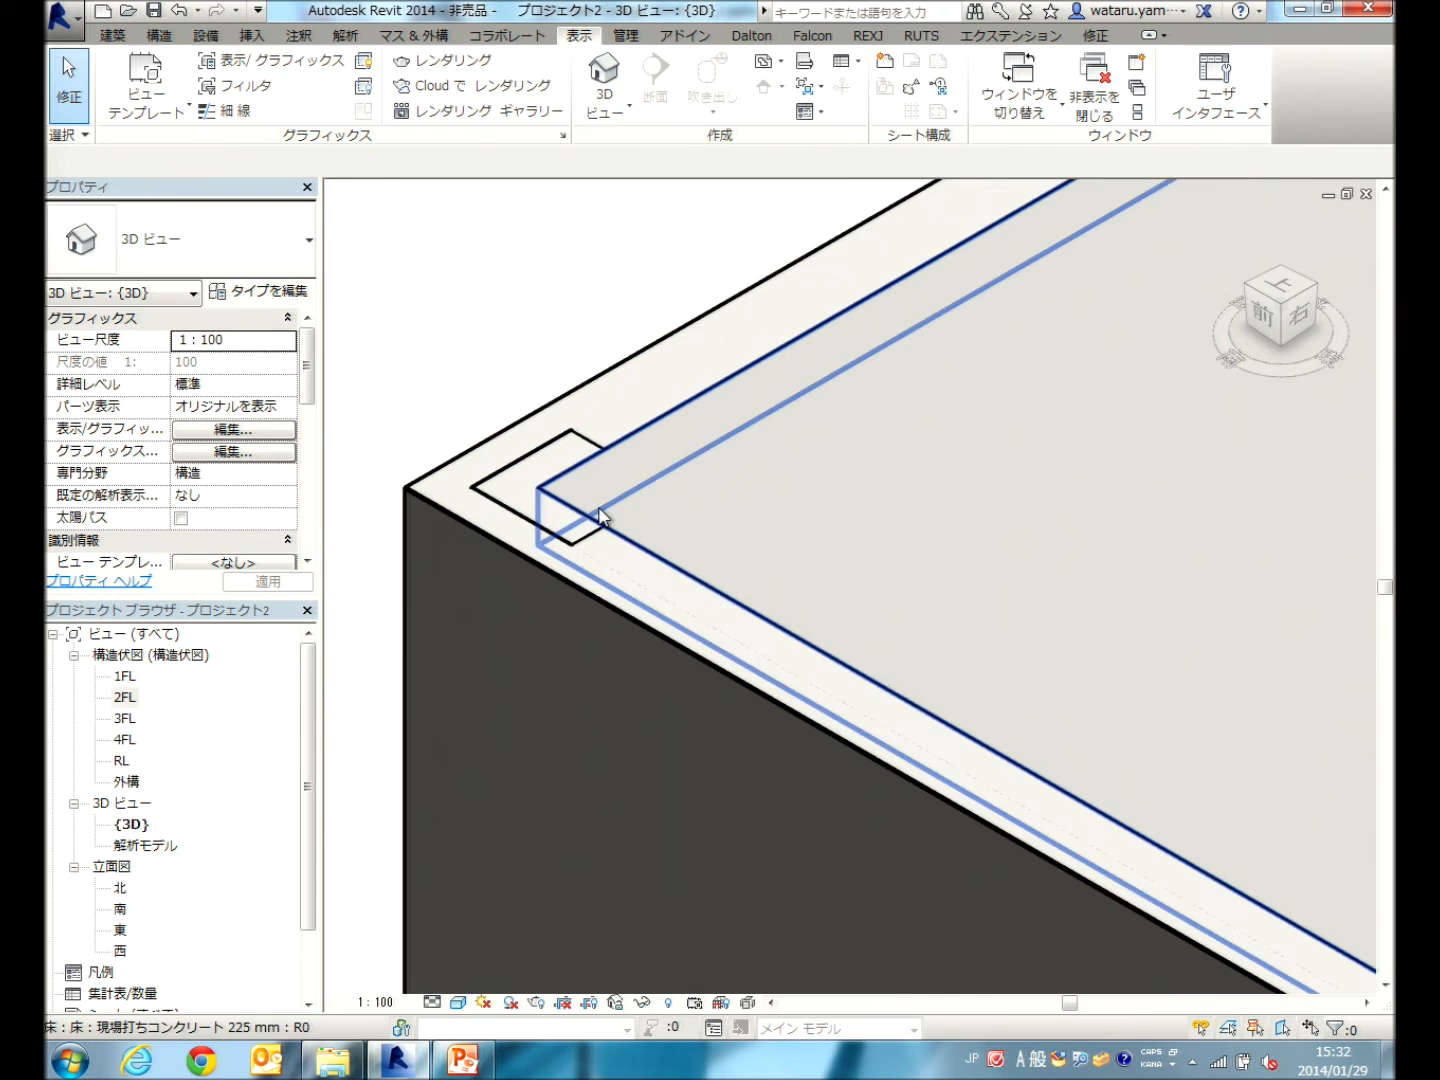 Autodesk Revit 2014 - 非売品 - プロジェクト2 - 3D ビュー: {3D}
キーワードまたは語句を入力
wataru.yam...
建築 構造 設備 挿入 注釈 解析 マス & 外構 コラボレート 表示 管理 アドイン Dalton Falcon REXJ RUTS エクステンション 修正
修正
ビュー
テンプレート
表示/ グラフィックス
フィルタ
細 線
レンダリング
Cloud で レンダリング
レンダリング ギャラリー
3D
ビュー
断面
吹き出し
ウィンドウを
切り替え
非表示を
閉じる
ユーザ
インタフェース
選択 グラフィックス 作成 シート構成 ウィンドウ
プロパティ
3D ビュー
3D ビュー: {3D} タイプを編集
グラフィックス
ビュー尺度 1 : 100
尺度の値 1: 100
詳細レベル 標準
パーツ表示 オリジナルを表示
表示/グラフィッ... 編集...
グラフィックス... 編集...
専門分野 構造
既定の解析表示... なし
太陽パス
識別情報
ビュー テンプレ... <なし>
プロパティ ヘルプ 適用
プロジェクト ブラウザ - プロジェクト2
ビュー (すべて)
構造伏図 (構造伏図)
1FL
2FL
3FL
4FL
RL
外構
3D ビュー
{3D}
解析モデル
立面図
北
南
東
西
凡例
集計表/数量
上
前
右
1 : 100
床 : 床 : 現場打ちコンクリート 225 mm : R0
:0
メイン モデル
:0
JP
A 般
CAPS
KANA
15:32
2014/01/29